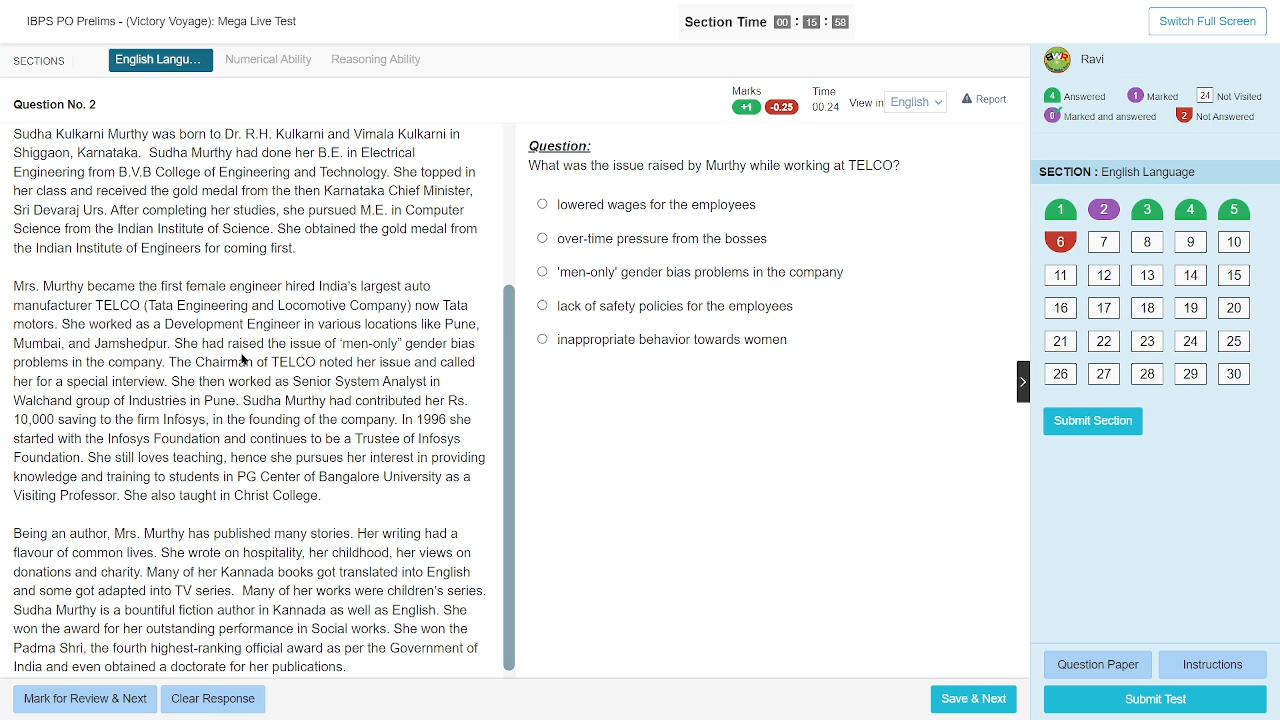 IBPS PO Prelims - (Victory Voyage): Mega Live Test
Section Time 00 : 15 : 58
Switch Full Screen
SECTIONS
English Langu...
Numerical Ability
Reasoning Ability
Ravi
4 Answered
1 Marked
24 Not Visited
0 Marked and answered
2 Not Answered
Question No. 2
Marks
+1 -0.25
Time
00.24
View in English
Report
Sudha Kulkarni Murthy was born to Dr. R.H. Kulkarni and Vimala Kulkarni in
Shiggaon, Karnataka. Sudha Murthy had done her B.E. in Electrical
Engineering from B.V.B College of Engineering and Technology. She topped in
her class and received the gold medal from the then Karnataka Chief Minister,
Sri Devaraj Urs. After completing her studies, she pursued M.E. in Computer
Science from the Indian Institute of Science. She obtained the gold medal from
the Indian Institute of Engineers for coming first.
Mrs. Murthy became the first female engineer hired India's largest auto
manufacturer TELCO (Tata Engineering and Locomotive Company) now Tata
motors. She worked as a Development Engineer in various locations like Pune,
Mumbai, and Jamshedpur. She had raised the issue of ‘men-only” gender bias
problems in the company. The Chairman of TELCO noted her issue and called
her for a special interview. She then worked as Senior System Analyst in
Walchand group of Industries in Pune. Sudha Murthy had contributed her Rs.
10,000 saving to the firm Infosys, in the founding of the company. In 1996 she
started with the Infosys Foundation and continues to be a Trustee of Infosys
Foundation. She still loves teaching, hence she pursues her interest in providing
knowledge and training to students in PG Center of Bangalore University as a
Visiting Professor. She also taught in Christ College.
Being an author, Mrs. Murthy has published many stories. Her writing had a
flavour of common lives. She wrote on hospitality, her childhood, her views on
donations and charity. Many of her Kannada books got translated into English
and some got adapted into TV series. Many of her works were children's series.
Sudha Murthy is a bountiful fiction author in Kannada as well as English. She
won the award for her outstanding performance in Social works. She won the
Padma Shri, the fourth highest-ranking official award as per the Government of
India and even obtained a doctorate for her publications.
Question:
What was the issue raised by Murthy while working at TELCO?
lowered wages for the employees
over-time pressure from the bosses
'men-only' gender bias problems in the company
lack of safety policies for the employees
inappropriate behavior towards women
SECTION : English Language
1 2 3 4 5
6 7 8 9 10
11 12 13 14 15
16 17 18 19 20
21 22 23 24 25
26 27 28 29 30
Submit Section
Question Paper
Instructions
Mark for Review & Next
Clear Response
Save & Next
Submit Test